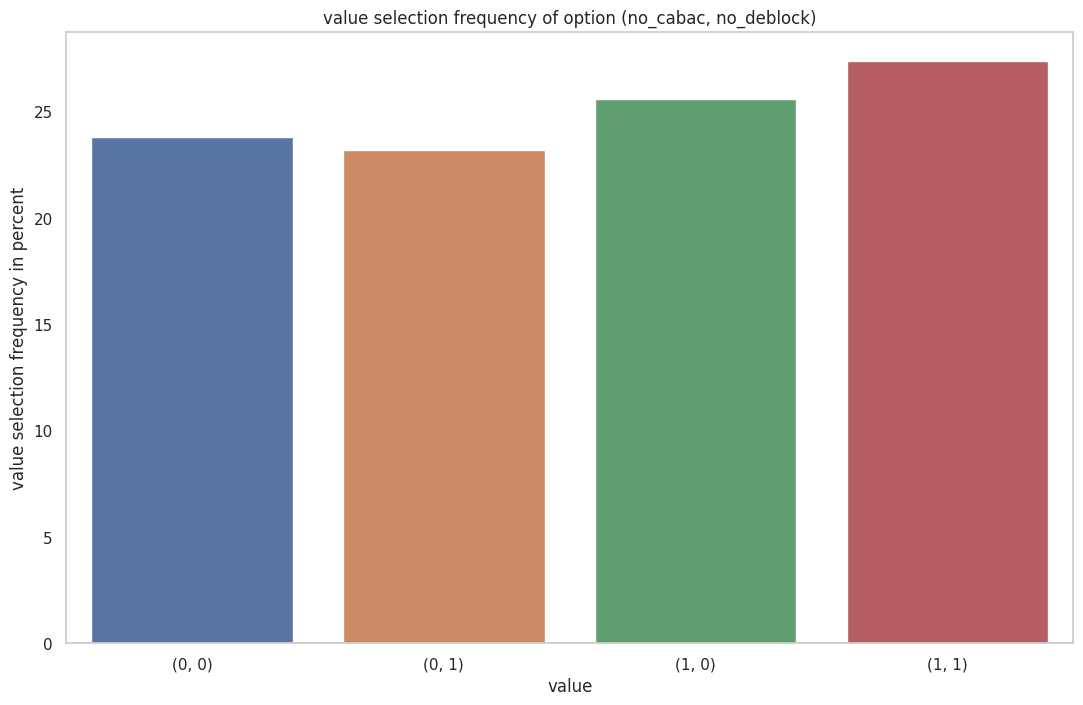 value selection frequency of option (no_cabac, no_deblock)
value selection frequency in percent
25
20
15
10
5
0
(0, 0) (0, 1) (1, 0) (1, 1)
value